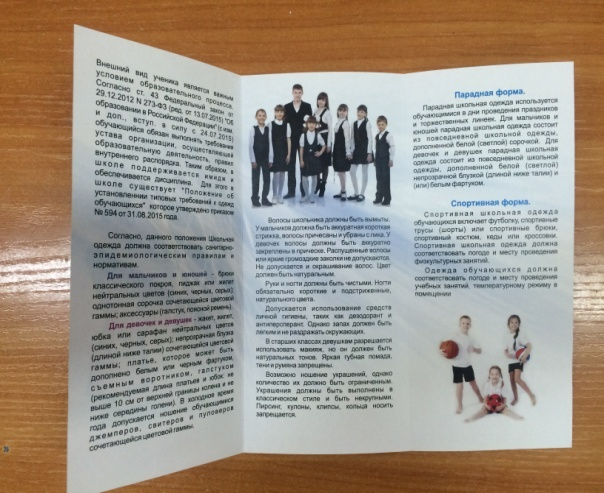 Внешний вид ученика является важным
условием образовательного процесса.
Согласно ст. 43 Федеральный закон от
29.12.2012 N 273-ФЗ (ред. от 13.07.2015) "Об
образовании в Российской Федерации" (с изм.
и доп., вступ. в силу с 24.07.2015)
обучающийся обязан выполнять требования
устава организации, осуществляющей
образовательную деятельность, правил
внутреннего распорядка. Таким образом, в
школе поддерживается имидж и
обеспечивается дисциплина. Для этого в
школе существует "Положение об
установлении типовых требований к одежде
обучающихся" которое утверждено приказом
№ 594 от 31.08.2015 года.
Согласно, данного положения Школьная
одежда должна соответствовать санитарно-
эпидемиологическим правилам и
нормативам.
Для мальчиков и юношей - брюки
классического покроя, пиджак или жилет
нейтральных цветов (синих, черных, серых);
однотонная сорочка сочетающейся цветовой
гаммы; аксессуары (галстук, поясной ремень).
Для девочек и девушек - жакет, жилет,
юбка или сарафан нейтральных цветов
(синих, черных, серых); непрозрачная блузка
(длиной ниже талии) сочетающейся цветовой
гаммы; платье, которое может быть
дополнено белым или черным фартуком,
съемным воротником, галстуком
(рекомендуемая длина платьев и юбок: не
выше 10 см от верхней границы колена и не
ниже середины голени). В холодное время
года допускается ношение обучающимися
джемперов, свитеров и пуловеров
сочетающейся цветовой гаммы.
Волосы школьника должны быть вымыты.
У мальчиков должна быть аккуратная короткая
стрижка, волосы причесаны и убраны с лица. У
девочек волосы должны быть аккуратно
закреплены в прическе. Распущенные волосы
или яркие громоздкие заколки не допускаются.
Не допускается и окрашивание волос. Цвет
должен быть натуральным.
Руки и ногти должны быть чистыми. Ногти
обязательно короткие и подстриженные,
натурального цвета.
Допускается использование средств
личной гигиены, таких как дезодорант и
антиперсперант. Однако запах должен быть
легким и не раздражать окружающих.
В старших классах девушкам разрешается
использовать макияж, но он должен быть
натуральных тонов. Яркая губная помада,
тени и румяна запрещены.
Возможно ношение украшений, однако
количество их должно быть ограниченным.
Украшения должны быть выполнены в
классическом стиле и быть некрупными.
Пирсинг, кулоны, клипсы, кольца носить
запрещается.
Парадная форма.
Парадная школьная одежда используется
обучающимися в дни проведения праздников
и торжественных линеек. Для мальчиков и
юношей парадная школьная одежда состоит
из повседневной школьной одежды,
дополненной белой (светлой) сорочкой. Для
девочек и девушек парадная школьная
одежда состоит из повседневной школьной
одежды, дополненной белой (светлой)
непрозрачной блузкой (длиной ниже талии) и
(или) белым фартуком.
Спортивная форма.
Спортивная школьная одежда
обучающихся включает футболку, спортивные
трусы (шорты) или спортивные брюки,
спортивный костюм, кеды или кроссовки.
Спортивная школьная одежда должна
соответствовать погоде и месту проведения
физкультурных занятий.
Одежда обучающихся должна
соответствовать погоде и месту проведения
учебных занятий, температурному режиму в
помещении